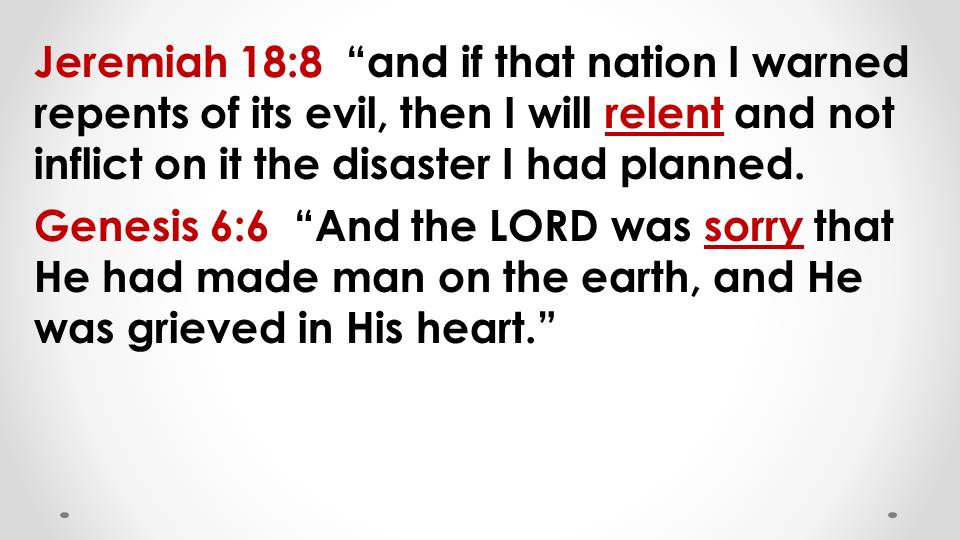 Jeremiah 18:8  “and if that nation I warned
repents of its evil, then I will relent and not
inflict on it the disaster I had planned.
Genesis 6:6  “And the LORD was sorry that
He had made man on the earth, and He
was grieved in His heart.”